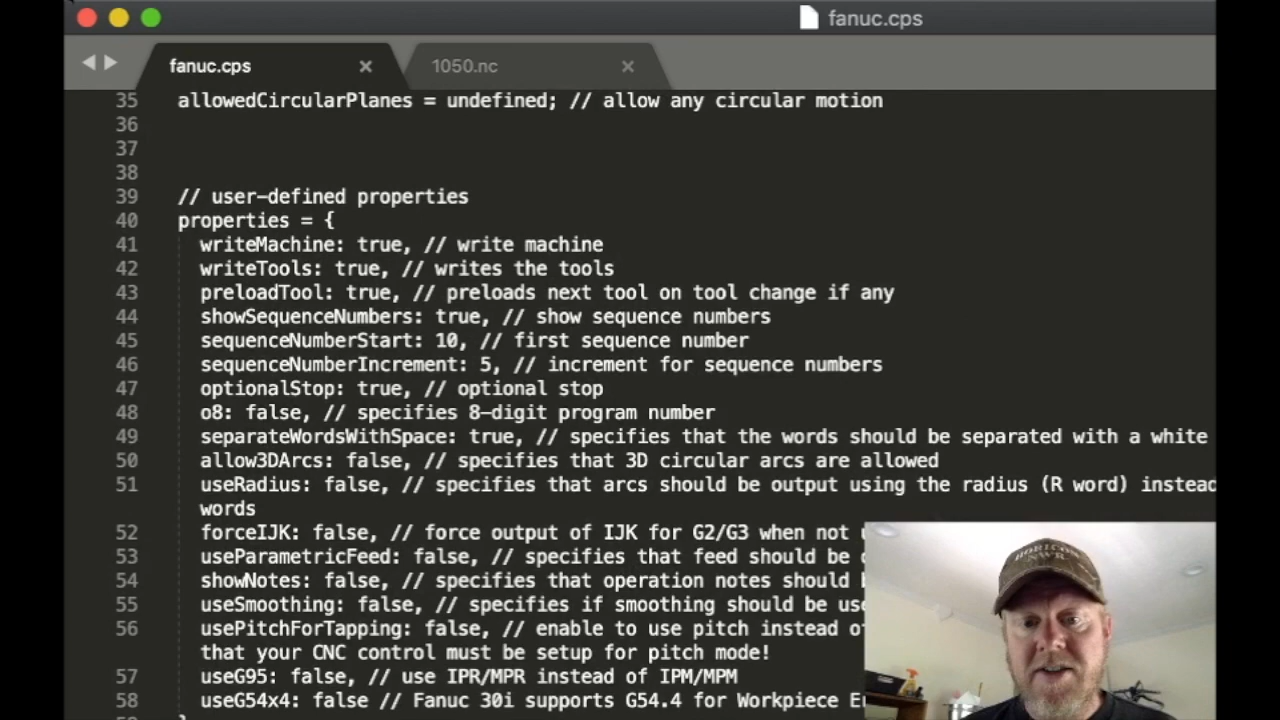 fanuc.cps
fanuc.cps × 1050.nc ×
35 allowedCircularPlanes = undefined; // allow any circular motion
36
37
38
39 // user-defined properties
40 properties = {
41 writeMachine: true, // write machine
42 writeTools: true, // writes the tools
43 preloadTool: true, // preloads next tool on tool change if any
44 showSequenceNumbers: true, // show sequence numbers
45 sequenceNumberStart: 10, // first sequence number
46 sequenceNumberIncrement: 5, // increment for sequence numbers
47 optionalStop: true, // optional stop
48 o8: false, // specifies 8-digit program number
49 separateWordsWithSpace: true, // specifies that the words should be separated with a white
50 allow3DArcs: false, // specifies that 3D circular arcs are allowed
51 useRadius: false, // specifies that arcs should be output using the radius (R word) instead
words
52 forceIJK: false, // force output of IJK for G2/G3 when not
53 useParametricFeed: false, // specifies that feed should be
54 showNotes: false, // specifies that operation notes should
55 useSmoothing: false, // specifies if smoothing should be
56 usePitchForTapping: false, // enable to use pitch instead
that your CNC control must be setup for pitch mode!
57 useG95: false, // use IPR/MPR instead of IPM/MPM
58 useG54x4: false // Fanuc 30i supports G54.4 for Workpiece
HORICON
NWR